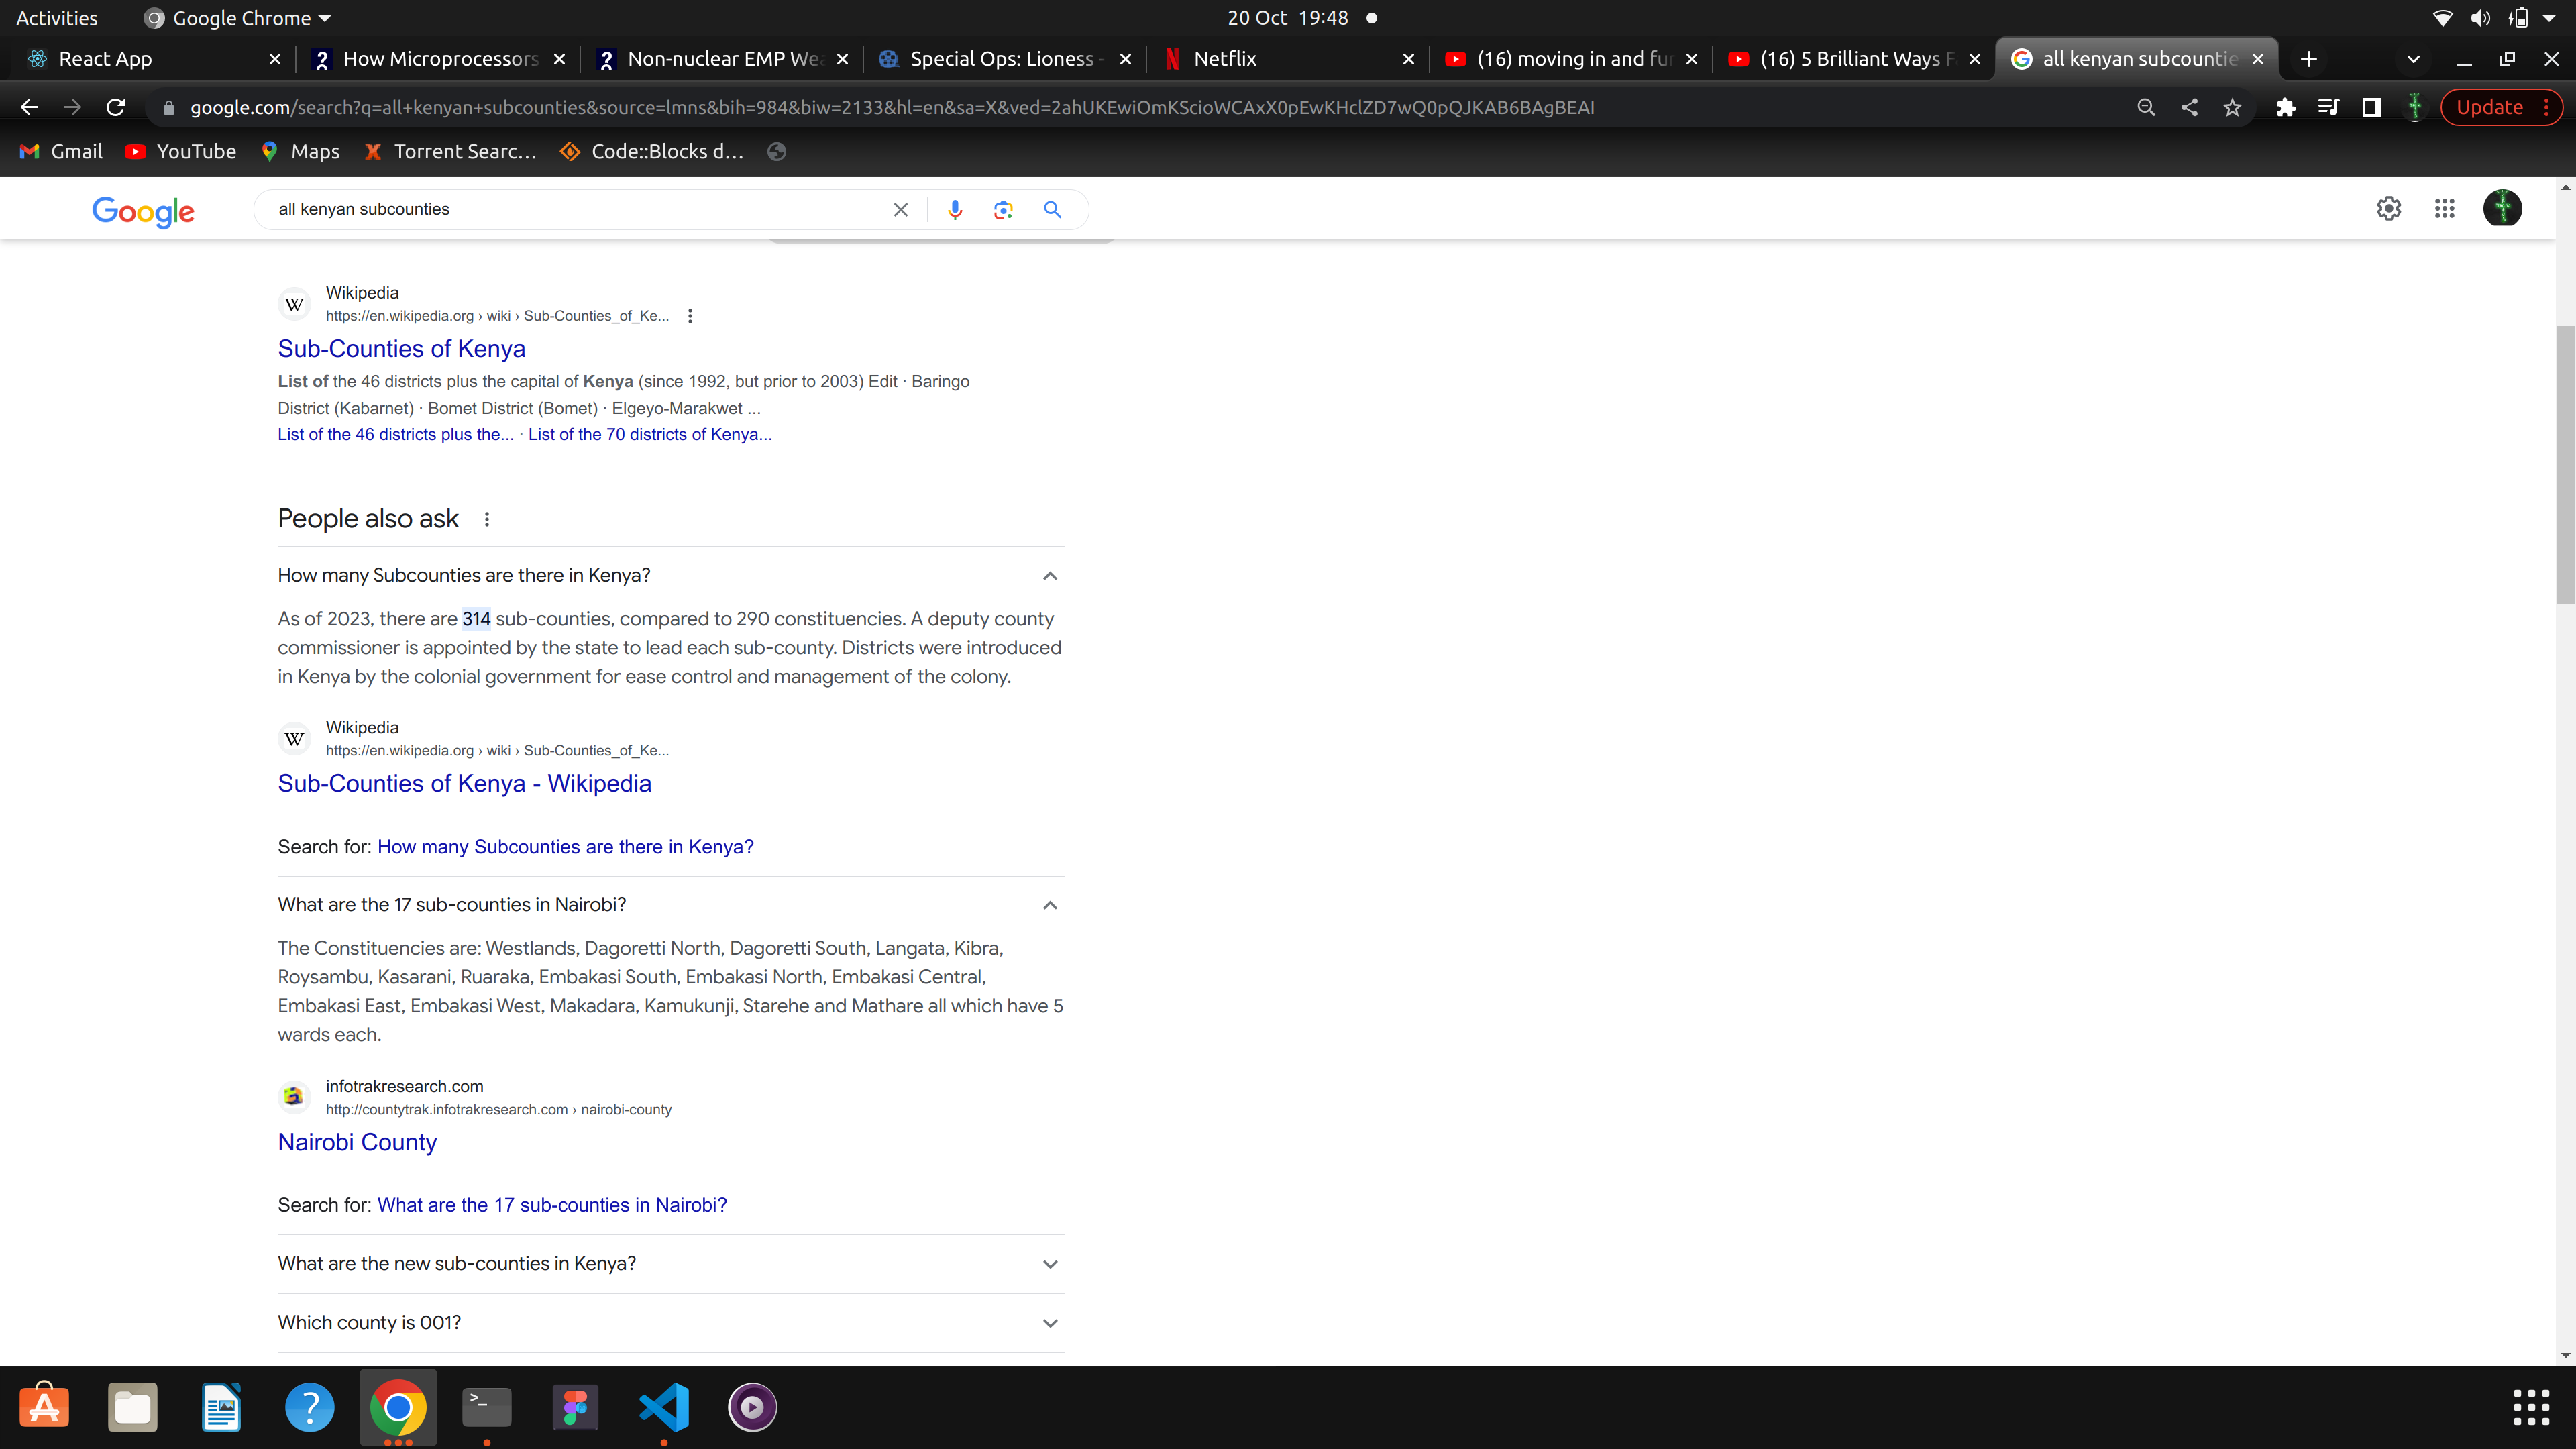 Activities
Google Chrome
20 Oct 19:48
React App
How Microprocessors
Non-nuclear EMP Wea
Special Ops: Lioness -
Netflix
(16) moving in and fur
(16) 5 Brilliant Ways F
all kenyan subcountie
google.com/search?q=all+kenyan+subcounties&source=lmns&bih=984&biw=2133&hl=en&sa=X&ved=2ahUKEwiOmKScioWCAxX0pEwKHclZD7wQ0pQJKAB6BAgBEAI
Update
Gmail
YouTube
Maps
Torrent Searc...
Code::Blocks d...
Google
all kenyan subcounties
Wikipedia
https://en.wikipedia.org › wiki › Sub-Counties_of_Ke...
Sub-Counties of Kenya
List of the 46 districts plus the capital of Kenya (since 1992, but prior to 2003) Edit · Baringo
District (Kabarnet) · Bomet District (Bomet) · Elgeyo-Marakwet ...
List of the 46 districts plus the... · List of the 70 districts of Kenya...
People also ask
How many Subcounties are there in Kenya?
As of 2023, there are 314 sub-counties, compared to 290 constituencies. A deputy county
commissioner is appointed by the state to lead each sub-county. Districts were introduced
in Kenya by the colonial government for ease control and management of the colony.
W
Wikipedia
https://en.wikipedia.org › wiki › Sub-Counties_of_Ke...
Sub-Counties of Kenya - Wikipedia
Search for: How many Subcounties are there in Kenya?
What are the 17 sub-counties in Nairobi?
The Constituencies are: Westlands, Dagoretti North, Dagoretti South, Langata, Kibra,
Roysambu, Kasarani, Ruaraka, Embakasi South, Embakasi North, Embakasi Central,
Embakasi East, Embakasi West, Makadara, Kamukunji, Starehe and Mathare all which have 5
wards each.
infotrakresearch.com
http://countytrak.infotrakresearch.com › nairobi-county
Nairobi County
Search for: What are the 17 sub-counties in Nairobi?
What are the new sub-counties in Kenya?
Which county is 001?